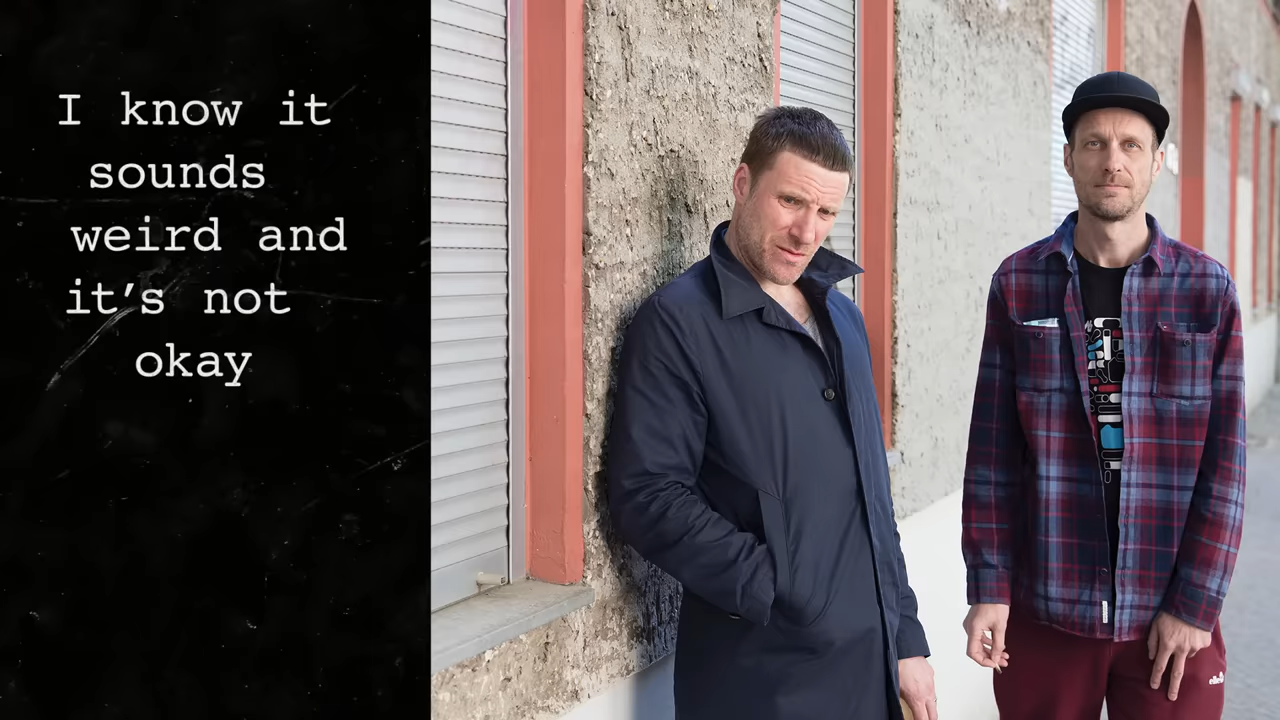 I know it
sounds
weird and
it’s not
okay